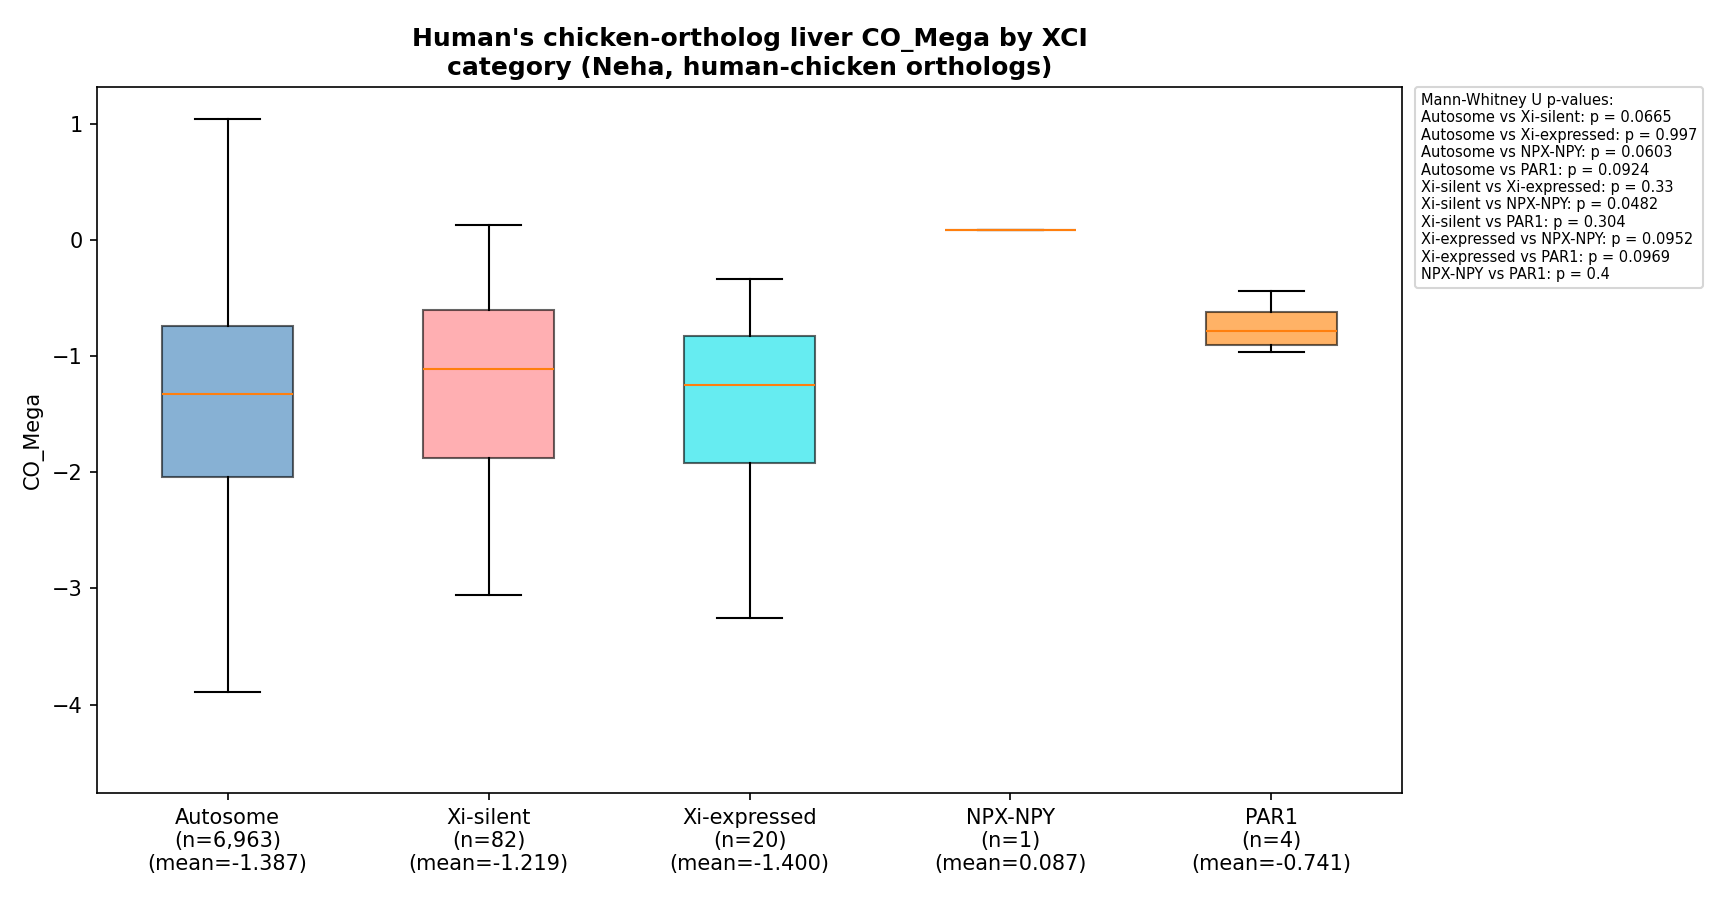 Human's chicken-ortholog liver CO_Mega by XCI
category (Neha, human-chicken orthologs)
Mann-Whitney U p-values:
Autosome vs Xi-silent: p = 0.0665
Autosome vs Xi-expressed: p = 0.997
Autosome vs NPX-NPY: p = 0.0603
Autosome vs PAR1: p = 0.0924
Xi-silent vs Xi-expressed: p = 0.33
Xi-silent vs NPX-NPY: p = 0.0482
Xi-silent vs PAR1: p = 0.304
Xi-expressed vs NPX-NPY: p = 0.0952
Xi-expressed vs PAR1: p = 0.0969
NPX-NPY vs PAR1: p = 0.4
CO_Mega
1
0
−1
−2
−3
−4
Autosome
(n=6,963)
(mean=-1.387)
Xi-silent
(n=82)
(mean=-1.219)
Xi-expressed
(n=20)
(mean=-1.400)
NPX-NPY
(n=1)
(mean=0.087)
PAR1
(n=4)
(mean=-0.741)